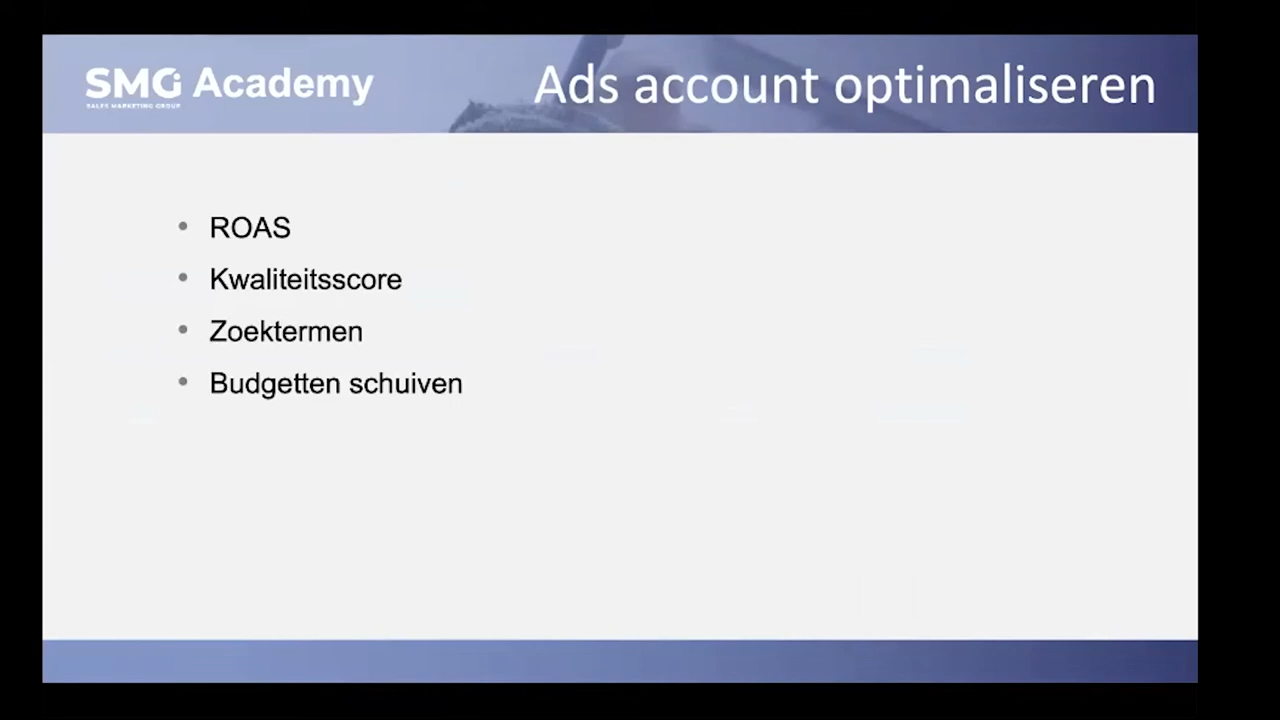 SMG Academy
SALES MARKETING GROUP
Ads account optimaliseren
• ROAS
• Kwaliteitsscore
• Zoektermen
• Budgetten schuiven